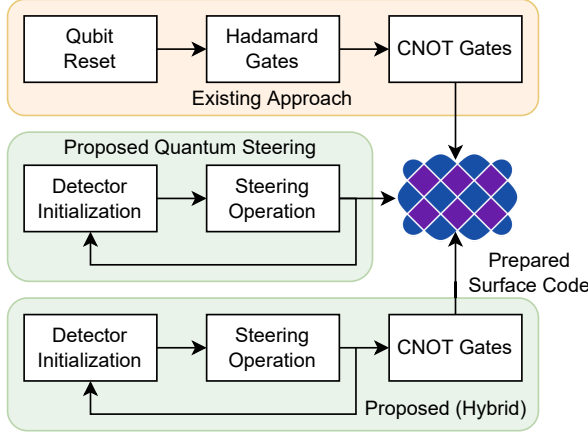 Qubit
Reset
Hadamard
Gates
CNOT Gates
Existing Approach
Proposed Quantum Steering
Detector
Initialization
Steering
Operation
Prepared
Surface Code
Detector
Initialization
Steering
Operation
CNOT Gates
Proposed (Hybrid)